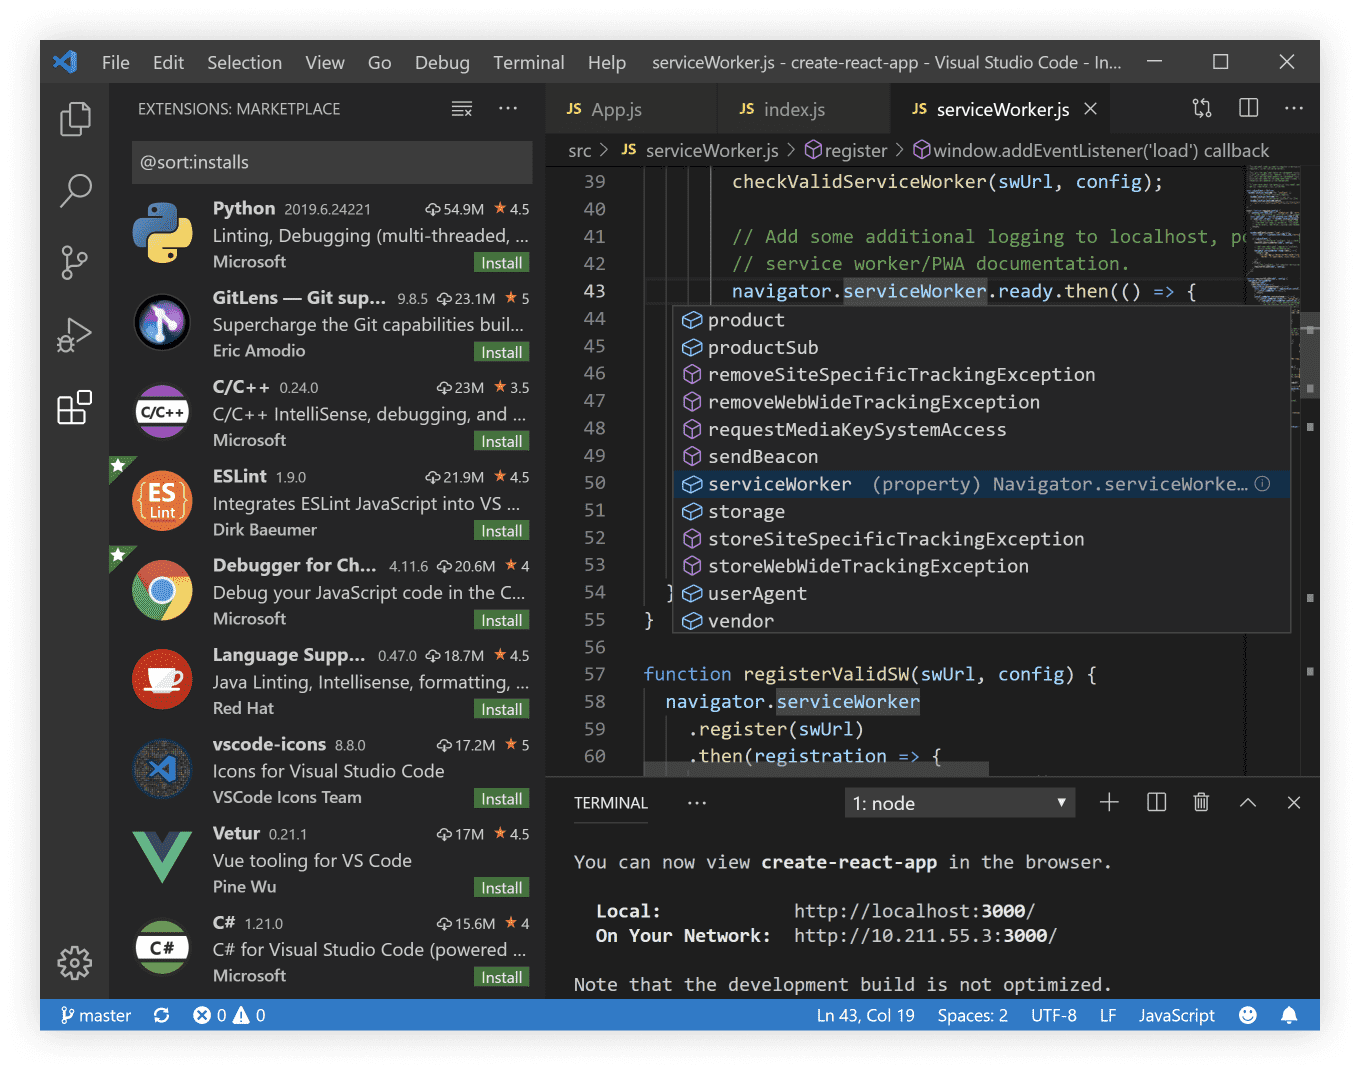 File Edit Selection View Go Debug Terminal Help serviceWorker.js - create-react-app - Visual Studio Code - In...
EXTENSIONS: MARKETPLACE
@sort:installs
Python 2019.6.24221 54.9M 4.5
Linting, Debugging (multi-threaded, ...
Microsoft Install
GitLens — Git sup... 9.8.5 23.1M 5
Supercharge the Git capabilities buil...
Eric Amodio Install
C/C++
C/C++ 0.24.0 23M 3.5
C/C++ IntelliSense, debugging, and ...
Microsoft Install
ES
Lint
ESLint 1.9.0 21.9M 4.5
Integrates ESLint JavaScript into VS ...
Dirk Baeumer Install
Debugger for Ch... 4.11.6 20.6M 4
Debug your JavaScript code in the C...
Microsoft Install
Language Supp... 0.47.0 18.7M 4.5
Java Linting, Intellisense, formatting, ...
Red Hat Install
vscode-icons 8.8.0 17.2M 5
Icons for Visual Studio Code
VSCode Icons Team Install
Vetur 0.21.1 17M 4.5
Vue tooling for VS Code
Pine Wu Install
C#
C# 1.21.0 15.6M 4
C# for Visual Studio Code (powered ...
Microsoft Install
JS App.js JS index.js JS serviceWorker.js
src > JS serviceWorker.js > register > window.addEventListener('load') callback
39 checkValidServiceWorker(swUrl, config);
40
41 // Add some additional logging to localhost, po
42 // service worker/PWA documentation.
43 navigator.serviceWorker.ready.then(() => {
44 product
45 productSub
46 removeSiteSpecificTrackingException
47 removeWebWideTrackingException
48 requestMediaKeySystemAccess
49 sendBeacon
50 serviceWorker (property) Navigator.serviceWorke...
51 storage
52 storeSiteSpecificTrackingException
53 storeWebWideTrackingException
54 } userAgent
55 } vendor
56
57 function registerValidSW(swUrl, config) {
58 navigator.serviceWorker
59 .register(swUrl)
60 .then(registration => {
TERMINAL ... 1: node
You can now view create-react-app in the browser.
Local: http://localhost:3000/
On Your Network: http://10.211.55.3:3000/
Note that the development build is not optimized.
master 0 0 Ln 43, Col 19 Spaces: 2 UTF-8 LF JavaScript